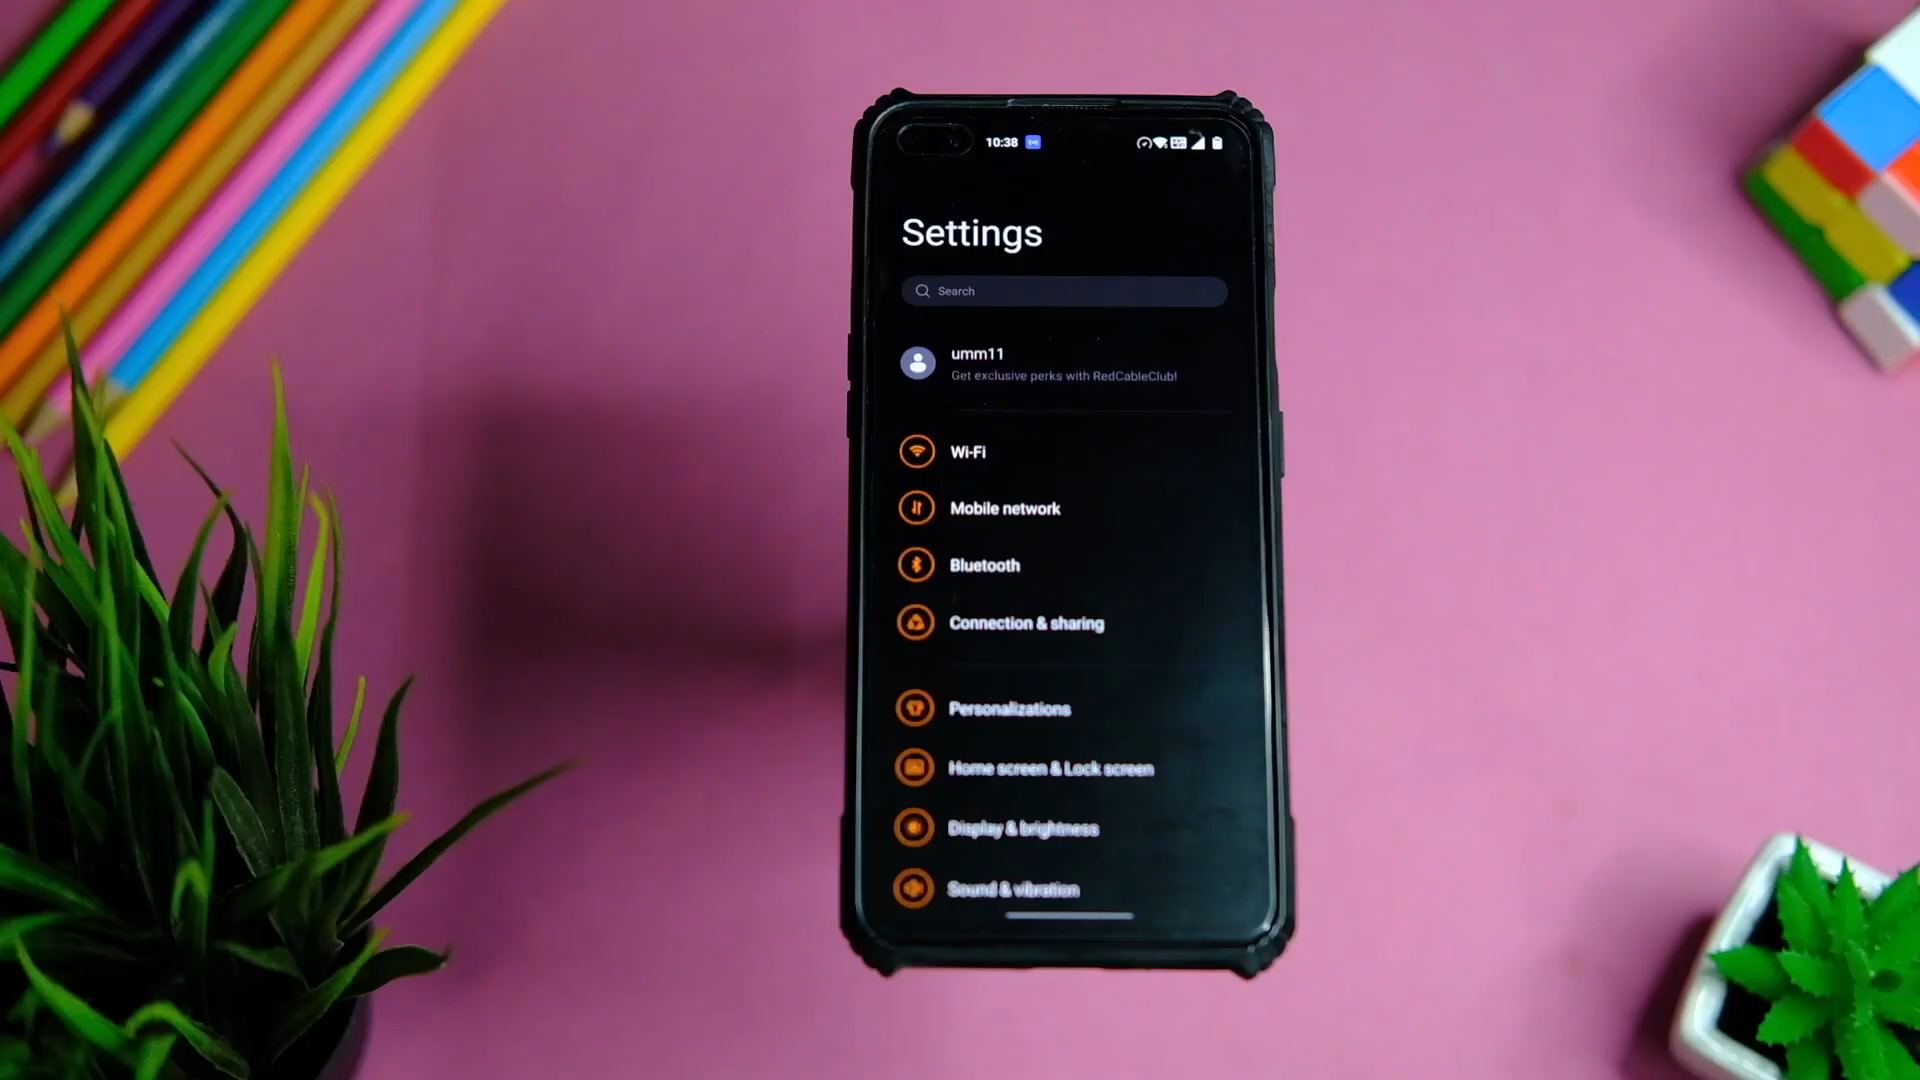 10:38
Settings
Search
umm11
Get exclusive perks with RedCableClub!
Wi-Fi
Mobile network
Bluetooth
Connection & sharing
Personalizations
Home screen & Lock screen
Display & brightness
Sound & vibration